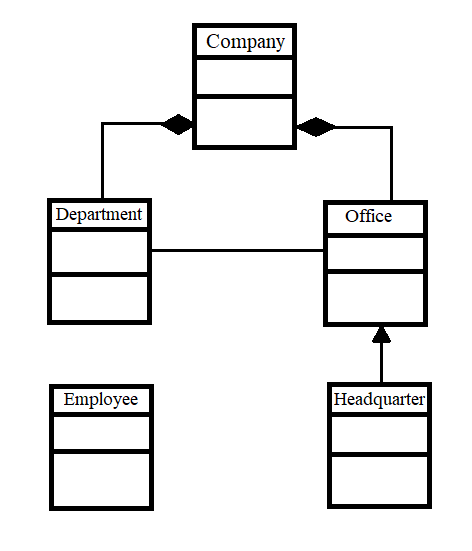 Company
Department
Office
Employee
Headquarter